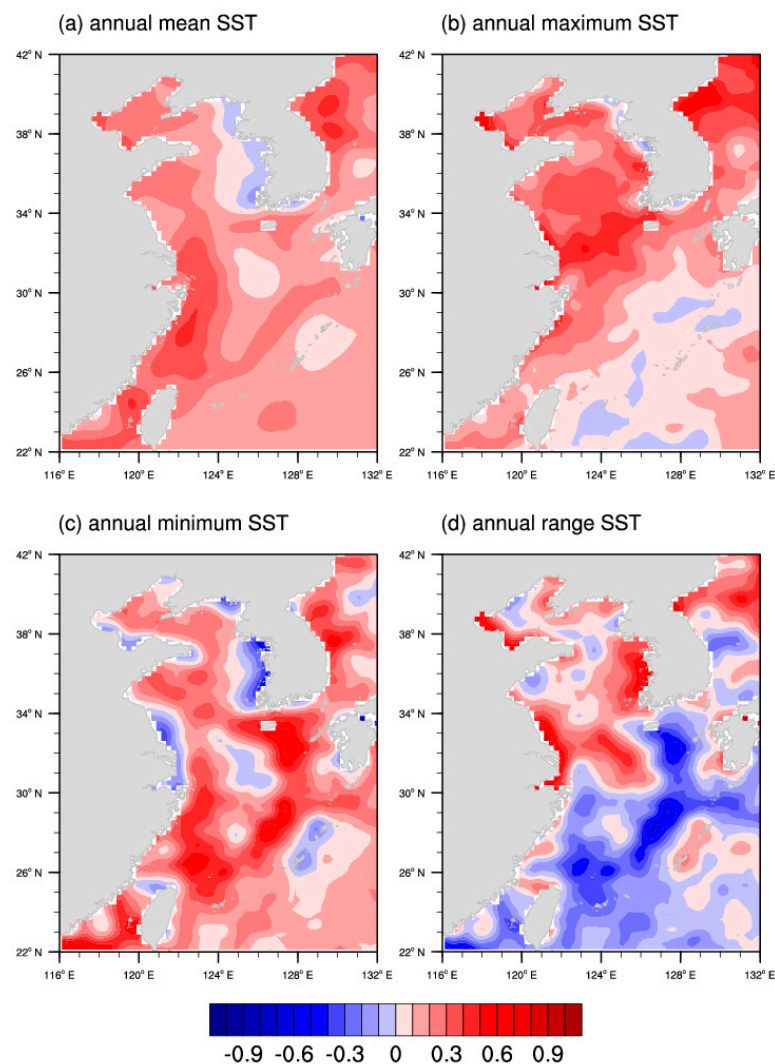 (a) annual mean SST
(b) annual maximum SST
42° N 42° N
38° N 38° N
34° N 34° N
30° N 30° N
26° N 26° N
22° N 22° N
116° E 120° E 124° E 128° E 132° E 116° E 120° E 124° E 128° E 132° E
(c) annual minimum SST
(d) annual range SST
42° N 42° N
38° N 38° N
34° N 34° N
30° N 30° N
26° N 26° N
22° N 22° N
116° E 120° E 124° E 128° E 132° E 116° E 120° E 124° E 128° E 132° E
-0.9 -0.6 -0.3 0 0.3 0.6 0.9